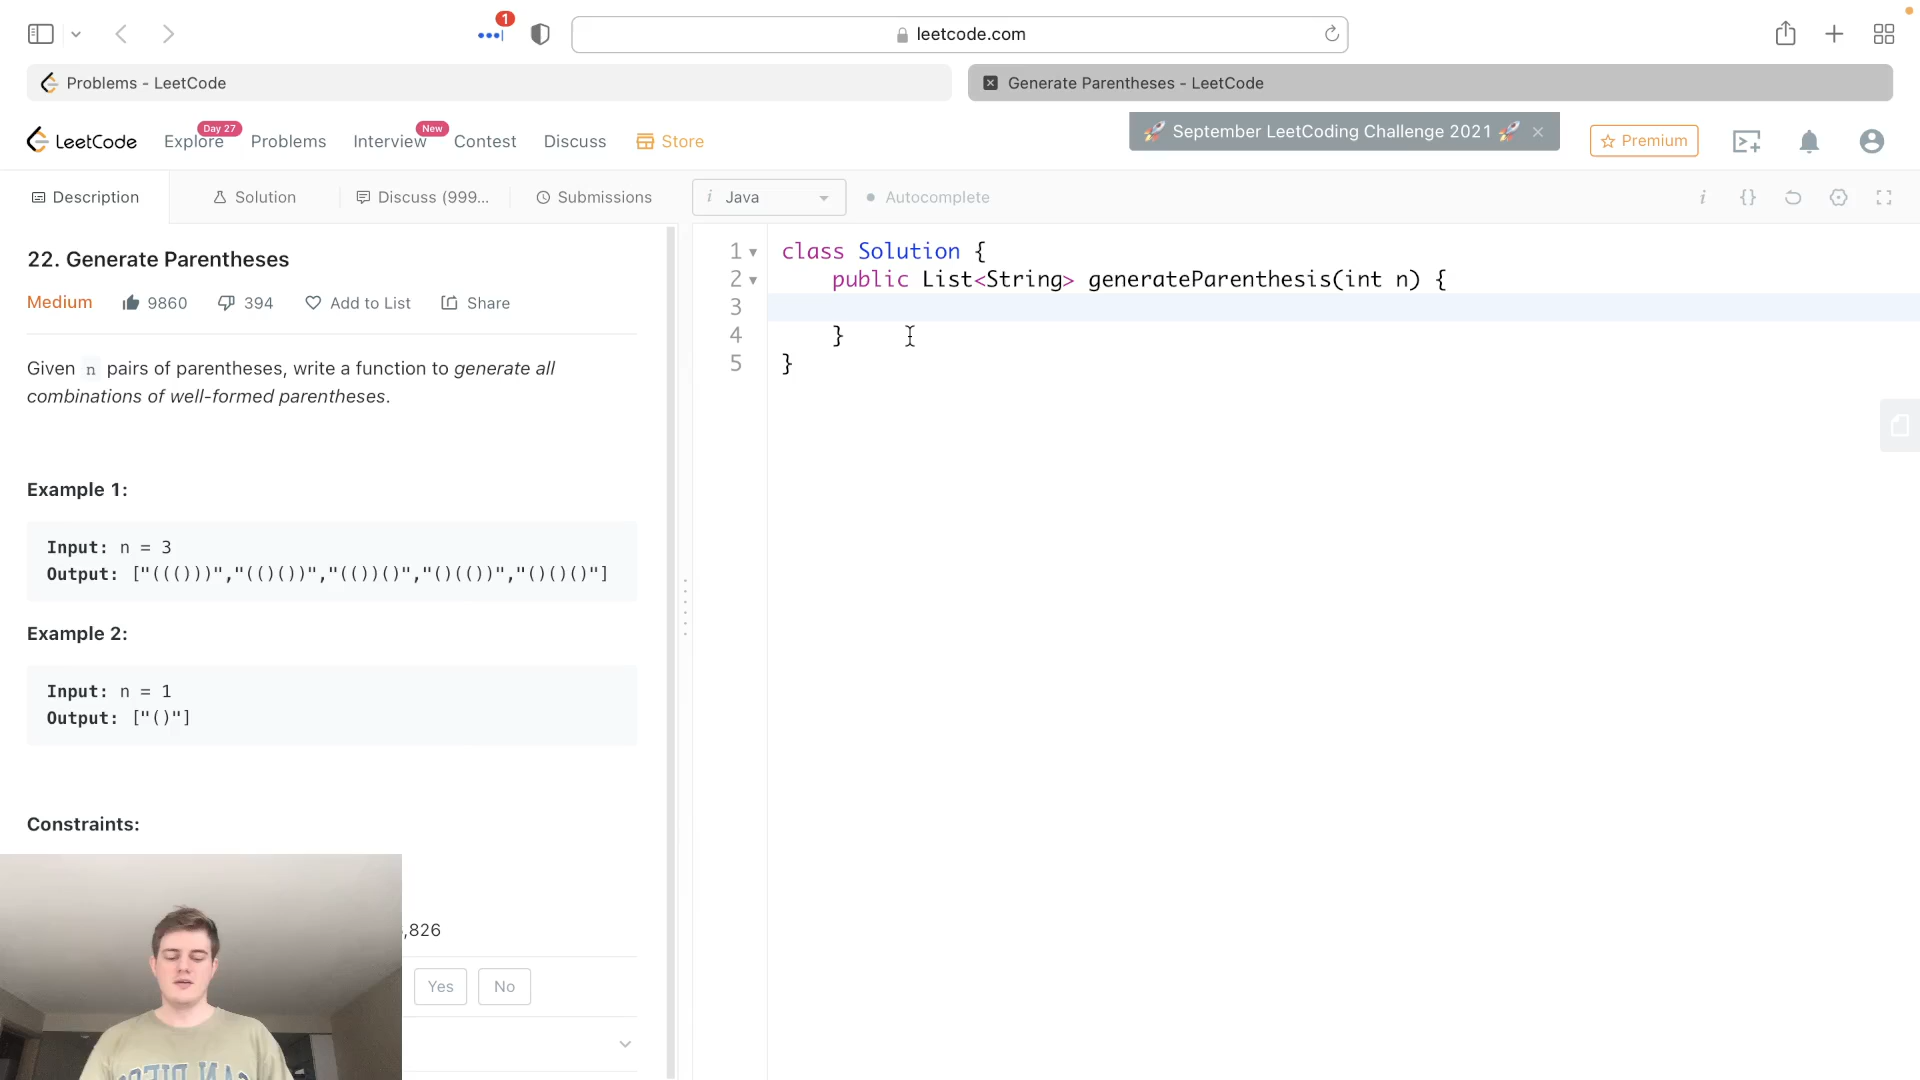 1
leetcode.com
Problems - LeetCode
Generate Parentheses - LeetCode
LeetCode
Explore
Day 27
Problems
Interview
New
Contest
Discuss
Store
🚀 September LeetCoding Challenge 2021 🚀
Premium
Description
Solution
Discuss (999...
Submissions
i Java
Autocomplete
i {}
22. Generate Parentheses
Medium
9860
394
Add to List
Share
Given n pairs of parentheses, write a function to generate all
combinations of well-formed parentheses.
Example 1:
Input: n = 3
Output: ["((()))","(()())","(())()","()(())","()()()"]
Example 2:
Input: n = 1
Output: ["()"]
Constraints:
,826
Yes
No
1 class Solution {
2 public List<String> generateParenthesis(int n) {
3
4 }
5 }